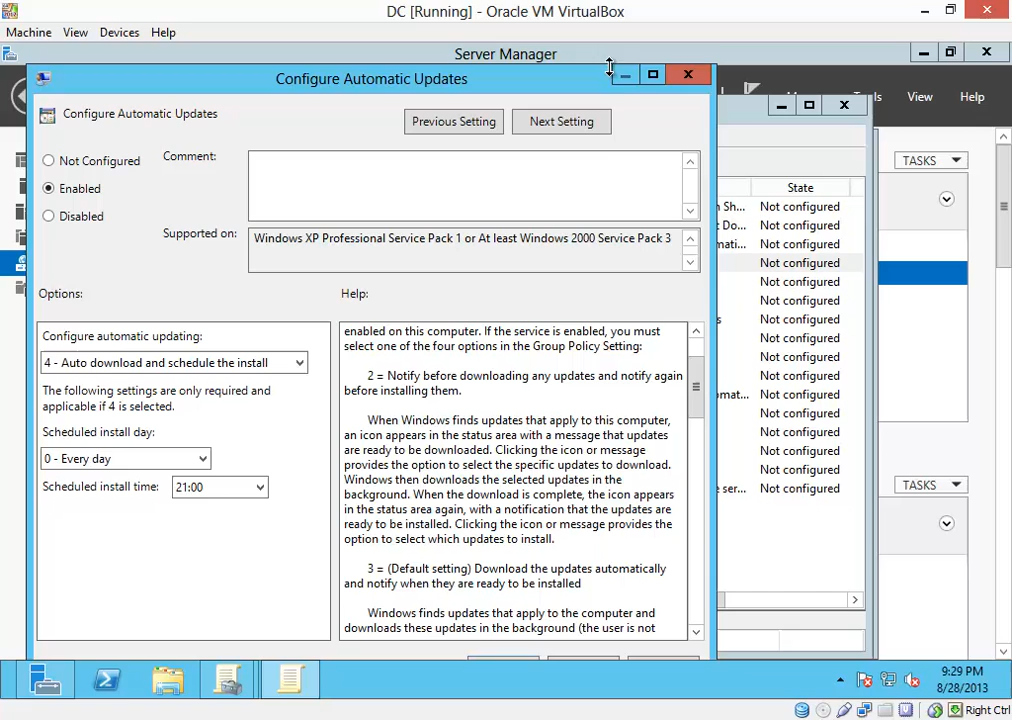 DC [Running] - Oracle VM VirtualBox
Machine View Devices Help
Server Manager
Configure Automatic Updates
Tools View Help
Configure Automatic Updates
Previous Setting
Next Setting
Not Configured
Enabled
Disabled
Comment:
Supported on:
Windows XP Professional Service Pack 1 or At least Windows 2000 Service Pack 3
Options:
Help:
Configure automatic updating:
4 - Auto download and schedule the install
The following settings are only required and
applicable if 4 is selected.
Scheduled install day:
0 - Every day
Scheduled install time:
21:00
enabled on this computer. If the service is enabled, you must
select one of the four options in the Group Policy Setting:
2 = Notify before downloading any updates and notify again
before installing them.
When Windows finds updates that apply to this computer,
an icon appears in the status area with a message that updates
are ready to be downloaded. Clicking the icon or message
provides the option to select the specific updates to download.
Windows then downloads the selected updates in the
background. When the download is complete, the icon appears
in the status area again, with a notification that the updates are
ready to be installed. Clicking the icon or message provides the
option to select which updates to install.
3 = (Default setting) Download the updates automatically
and notify when they are ready to be installed
Windows finds updates that apply to the computer and
downloads these updates in the background (the user is not
State
n Sh... Not configured
t Do... Not configured
mati... Not configured
Not configured
Not configured
Not configured
s Not configured
Not configured
Not configured
Not configured
omat... Not configured
Not configured
Not configured
Not configured
Not configured
e ser... Not configured
TASKS
TASKS
9:29 PM
8/28/2013
Right Ctrl